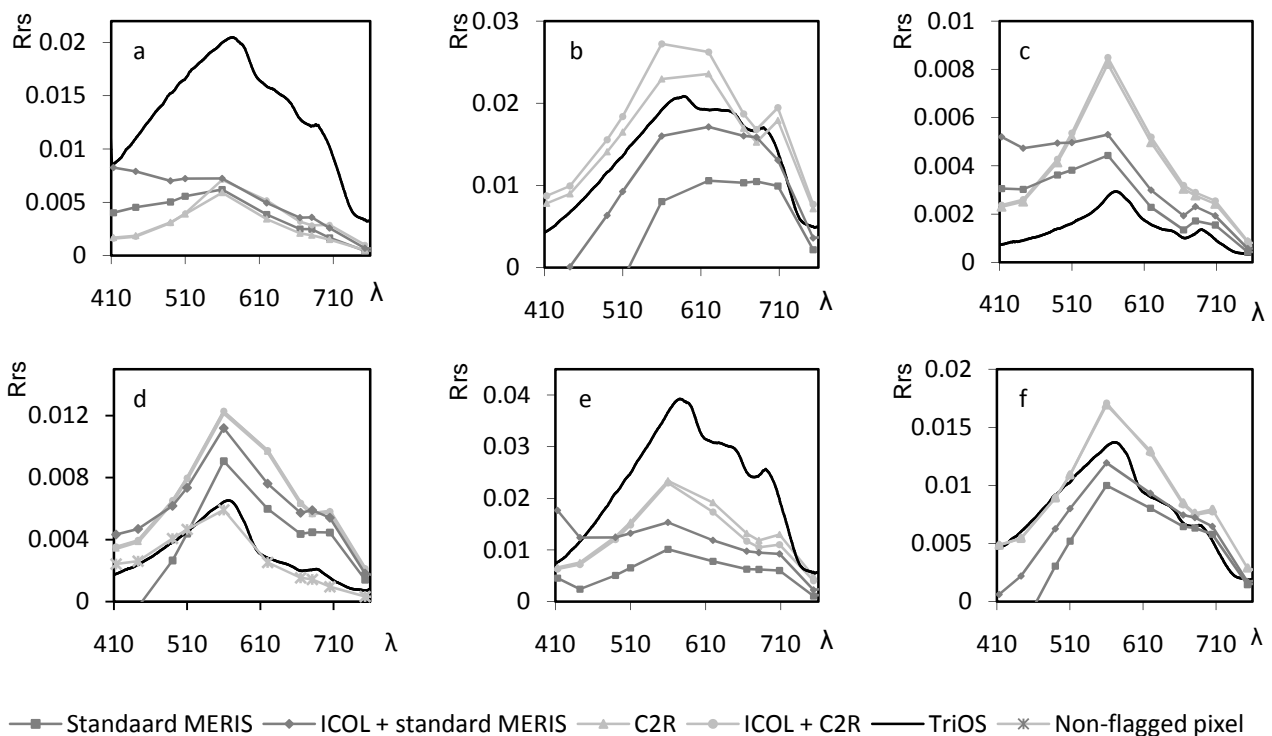 Rrs
0.02
0.015
0.01
0.005
0
a
410 510 610 710 λ
Rrs
0.03
0.02
0.01
0
b
410 510 610 710 λ
Rrs
0.01
0.008
0.006
0.004
0.002
0
c
410 510 610 710 λ
Rrs
0.012
0.008
0.004
0
d
410 510 610 710 λ
Rrs
0.04
0.03
0.02
0.01
0
e
410 510 610 710 λ
Rrs
0.02
0.015
0.01
0.005
0
f
410 510 610 710 λ
Standaard MERIS ICOL + standard MERIS C2R ICOL + C2R TriOS Non-flagged pixel